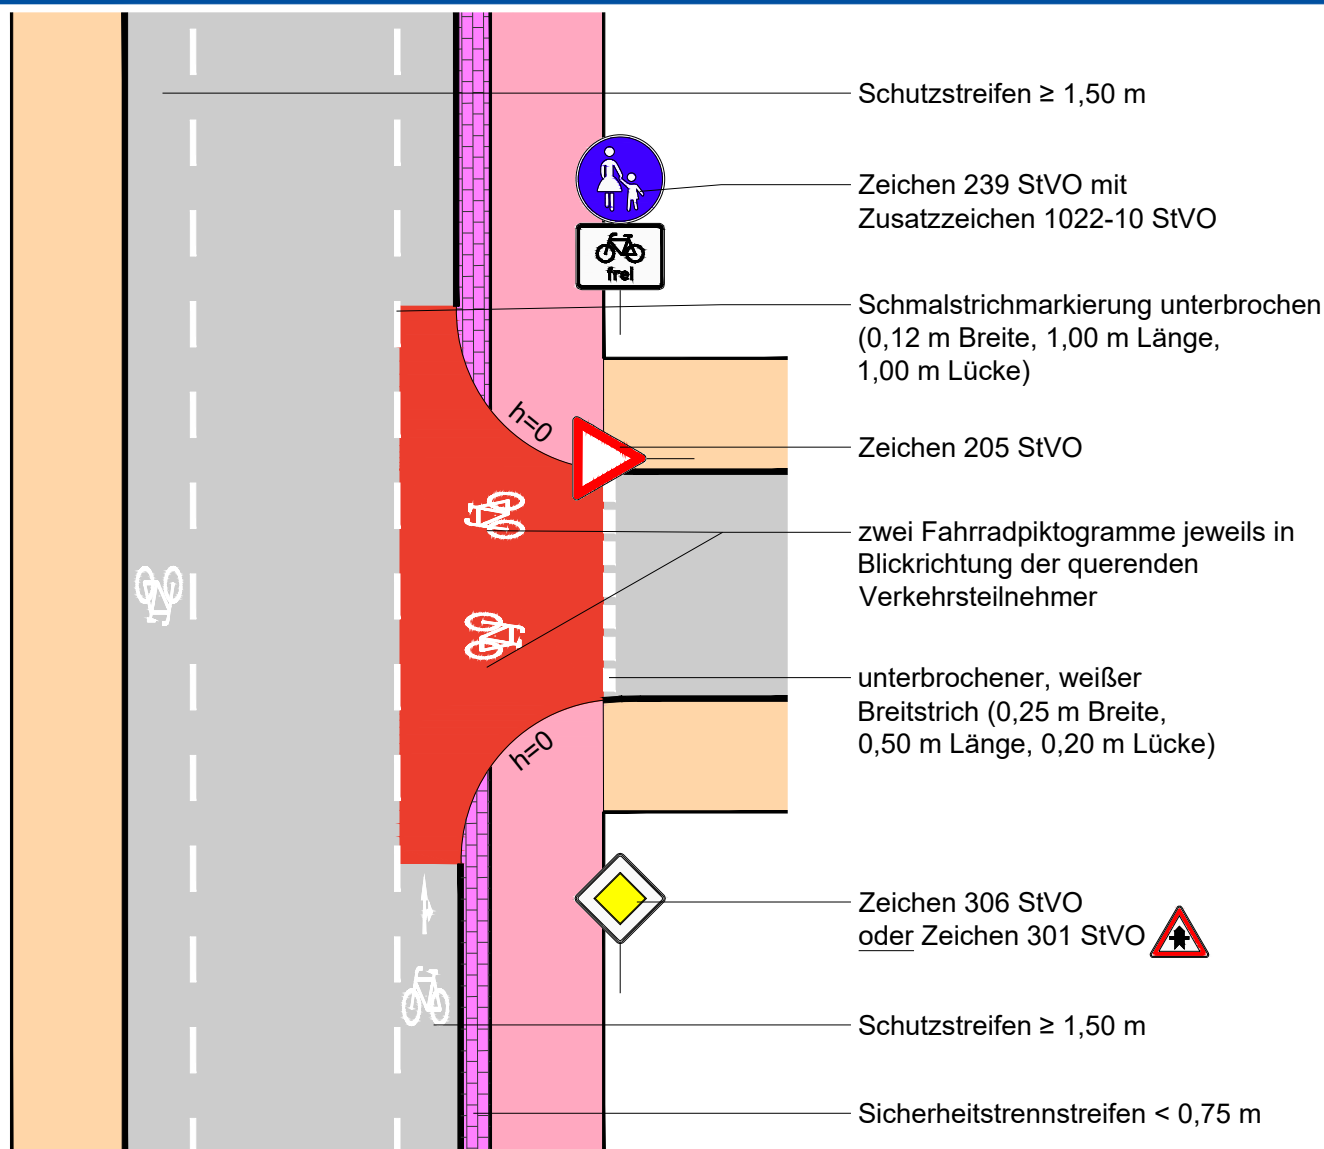 Schutzstreifen ≥ 1,50 m
Zeichen 239 StVO mit
Zusatzzeichen 1022-10 StVO
frei
Schmalstrichmarkierung unterbrochen
(0,12 m Breite, 1,00 m Länge,
1,00 m Lücke)
h=0
Zeichen 205 StVO
zwei Fahrradpiktogramme jeweils in
Blickrichtung der querenden
Verkehrsteilnehmer
unterbrochener, weißer
Breitstrich (0,25 m Breite,
0,50 m Länge, 0,20 m Lücke)
h=0
Zeichen 306 StVO
oder Zeichen 301 StVO
Schutzstreifen ≥ 1,50 m
Sicherheitstrennstreifen < 0,75 m